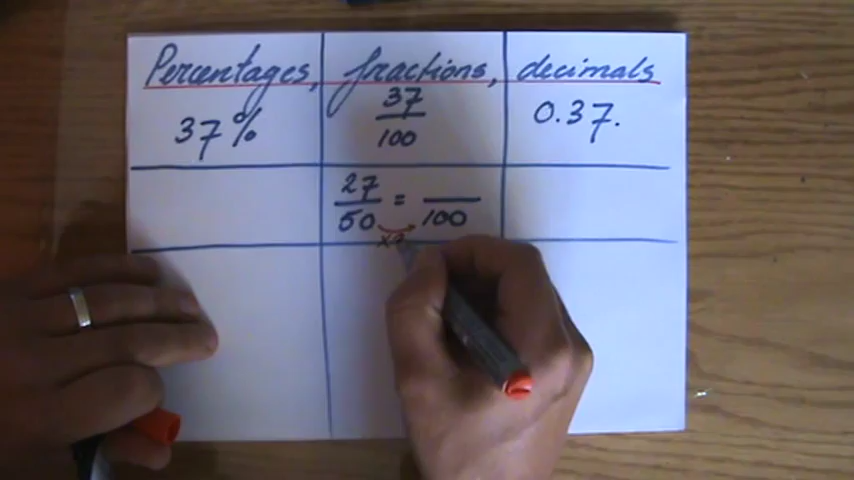 Percentages, fractions, decimals
37% 37/100 0.37.
27/50 = /100